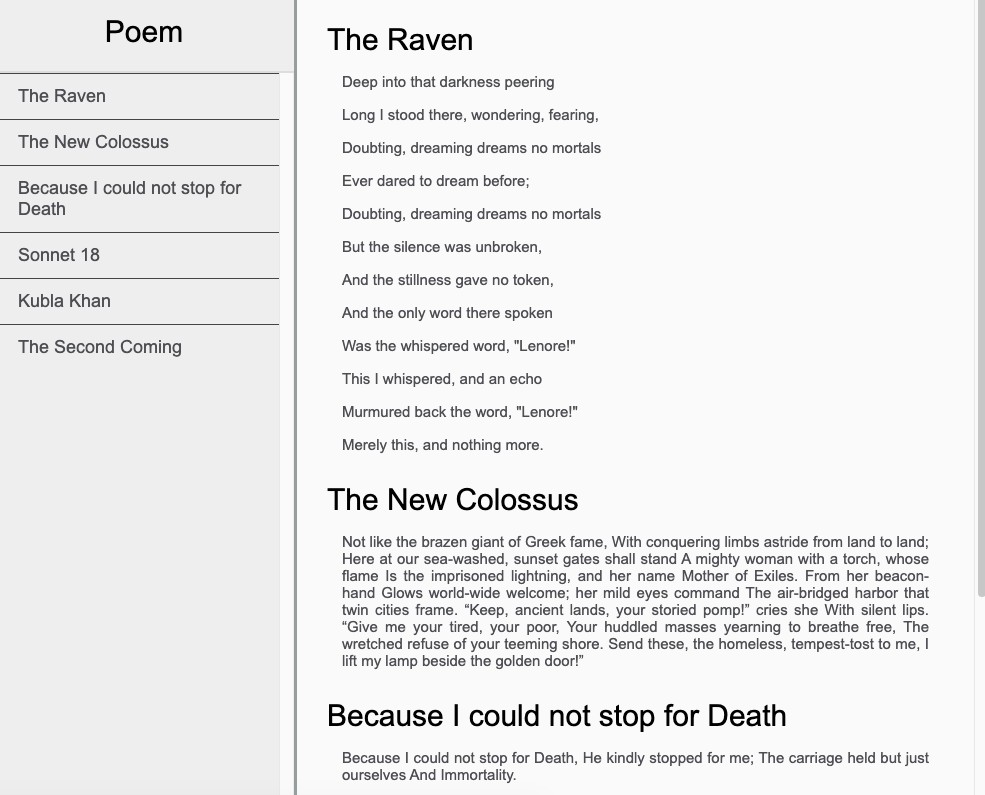 Poem
The Raven
The New Colossus
Because I could not stop for
Death
Sonnet 18
Kubla Khan
The Second Coming
The Raven
Deep into that darkness peering
Long I stood there, wondering, fearing,
Doubting, dreaming dreams no mortals
Ever dared to dream before;
Doubting, dreaming dreams no mortals
But the silence was unbroken,
And the stillness gave no token,
And the only word there spoken
Was the whispered word, "Lenore!"
This I whispered, and an echo
Murmured back the word, "Lenore!"
Merely this, and nothing more.
The New Colossus
Not like the brazen giant of Greek fame, With conquering limbs astride from land to land;
Here at our sea-washed, sunset gates shall stand A mighty woman with a torch, whose
flame Is the imprisoned lightning, and her name Mother of Exiles. From her beacon-
hand Glows world-wide welcome; her mild eyes command The air-bridged harbor that
twin cities frame. “Keep, ancient lands, your storied pomp!” cries she With silent lips.
“Give me your tired, your poor, Your huddled masses yearning to breathe free, The
wretched refuse of your teeming shore. Send these, the homeless, tempest-tost to me, I
lift my lamp beside the golden door!”
Because I could not stop for Death
Because I could not stop for Death, He kindly stopped for me; The carriage held but just
ourselves And Immortality.